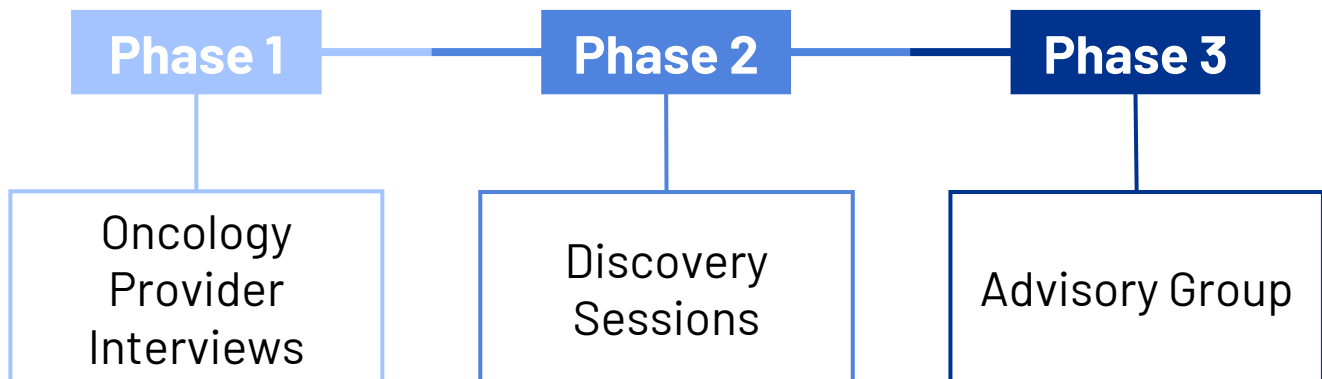 Phase 1
Phase 2
Phase 3
Oncology
Provider
Interviews
Discovery
Sessions
Advisory Group